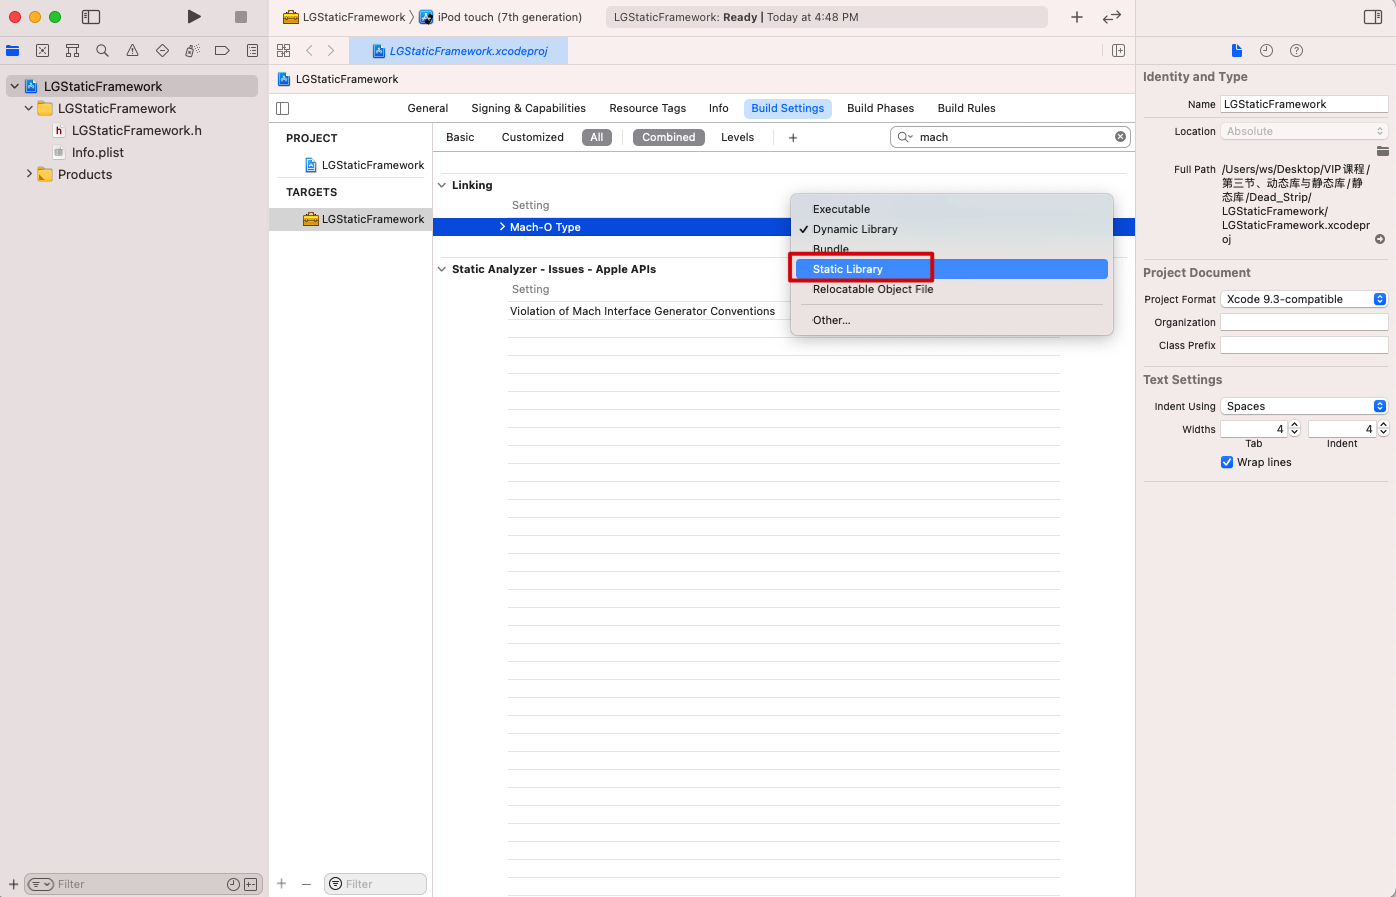 LGStaticFramework 〉 iPod touch (7th generation)
LGStaticFramework: Ready | Today at 4:48 PM
LGStaticFramework.xcodeproj
LGStaticFramework
LGStaticFramework
LGStaticFramework.h
Info.plist
Products
Filter
LGStaticFramework
General Signing & Capabilities Resource Tags Info Build Settings Build Phases Build Rules
PROJECT
LGStaticFramework
TARGETS
LGStaticFramework
Filter
Basic Customized All Combined Levels + mach
Linking
Setting
Mach-O Type
Static Analyzer - Issues - Apple APIs
Setting
Violation of Mach Interface Generator Conventions
Executable
Dynamic Library
Bundle
Static Library
Relocatable Object File
Other...
Identity and Type
Name LGStaticFramework
Location Absolute
Full Path /Users/ws/Desktop/VIP课程/
第三节、动态库与静态库/静
态库/Dead_Strip/
LGStaticFramework/
LGStaticFramework.xcodepr
oj
Project Document
Project Format Xcode 9.3-compatible
Organization
Class Prefix
Text Settings
Indent Using Spaces
Widths 4 4
Tab Indent
Wrap lines